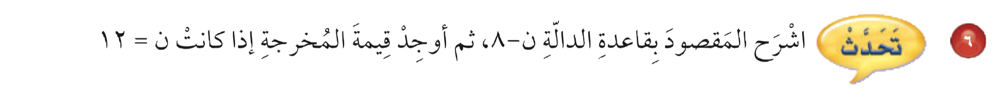 ٦ تَحَدَّثْ اشْرَح المَقصودَ بِقاعدةِ الدالّةِ ن-٨، ثم أوجِدْ قِيمةَ المُخرجةِ إذا كانتْ ن = ١٢